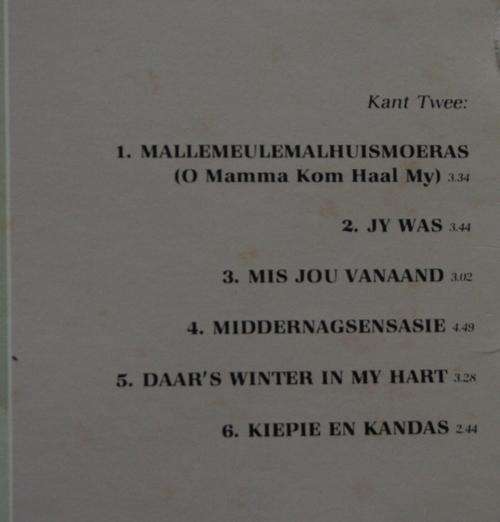 Kant Twee:
1. MALLEMEULEMALHUISMOERAS
(O Mamma Kom Haal My) 3.34
2. JY WAS 3.44
3. MIS JOU VANAAND 3.02
4. MIDDERNAGSENSASIE 4.49
5. DAAR'S WINTER IN MY HART 3.28
6. KIEPIE EN KANDAS 2.44